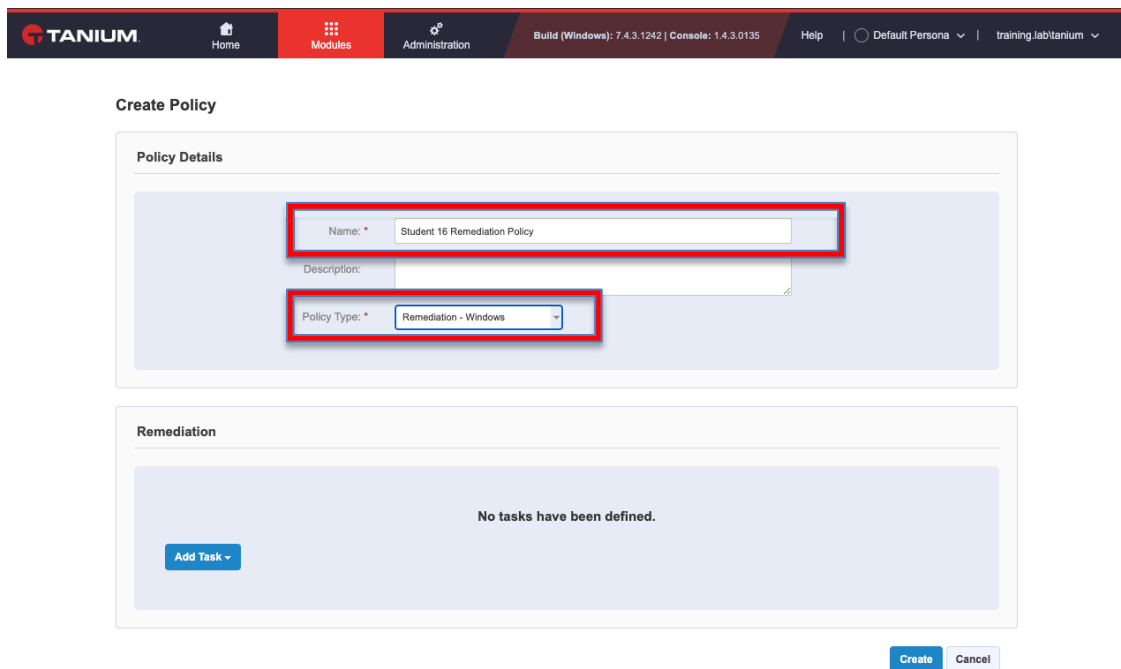 TANIUM
Home
Modules
Administration
Build (Windows): 7.4.3.1242 | Console: 1.4.3.0135
Help | Default Persona | training.lab\tanium
Create Policy
Policy Details
Name: * Student 16 Remediation Policy
Description:
Policy Type: * Remediation - Windows
Remediation
No tasks have been defined.
Add Task
Create Cancel